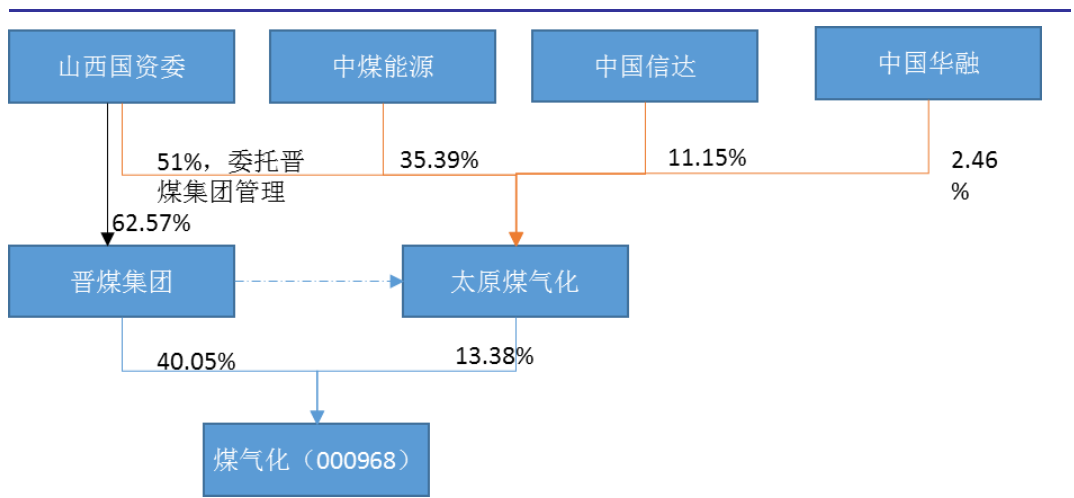 山西国资委
中煤能源
中国信达
中国华融
51%，委托晋
煤集团管理
35.39%
11.15%
2.46
%
62.57%
晋煤集团
太原煤气化
40.05%
13.38%
煤气化（000968）